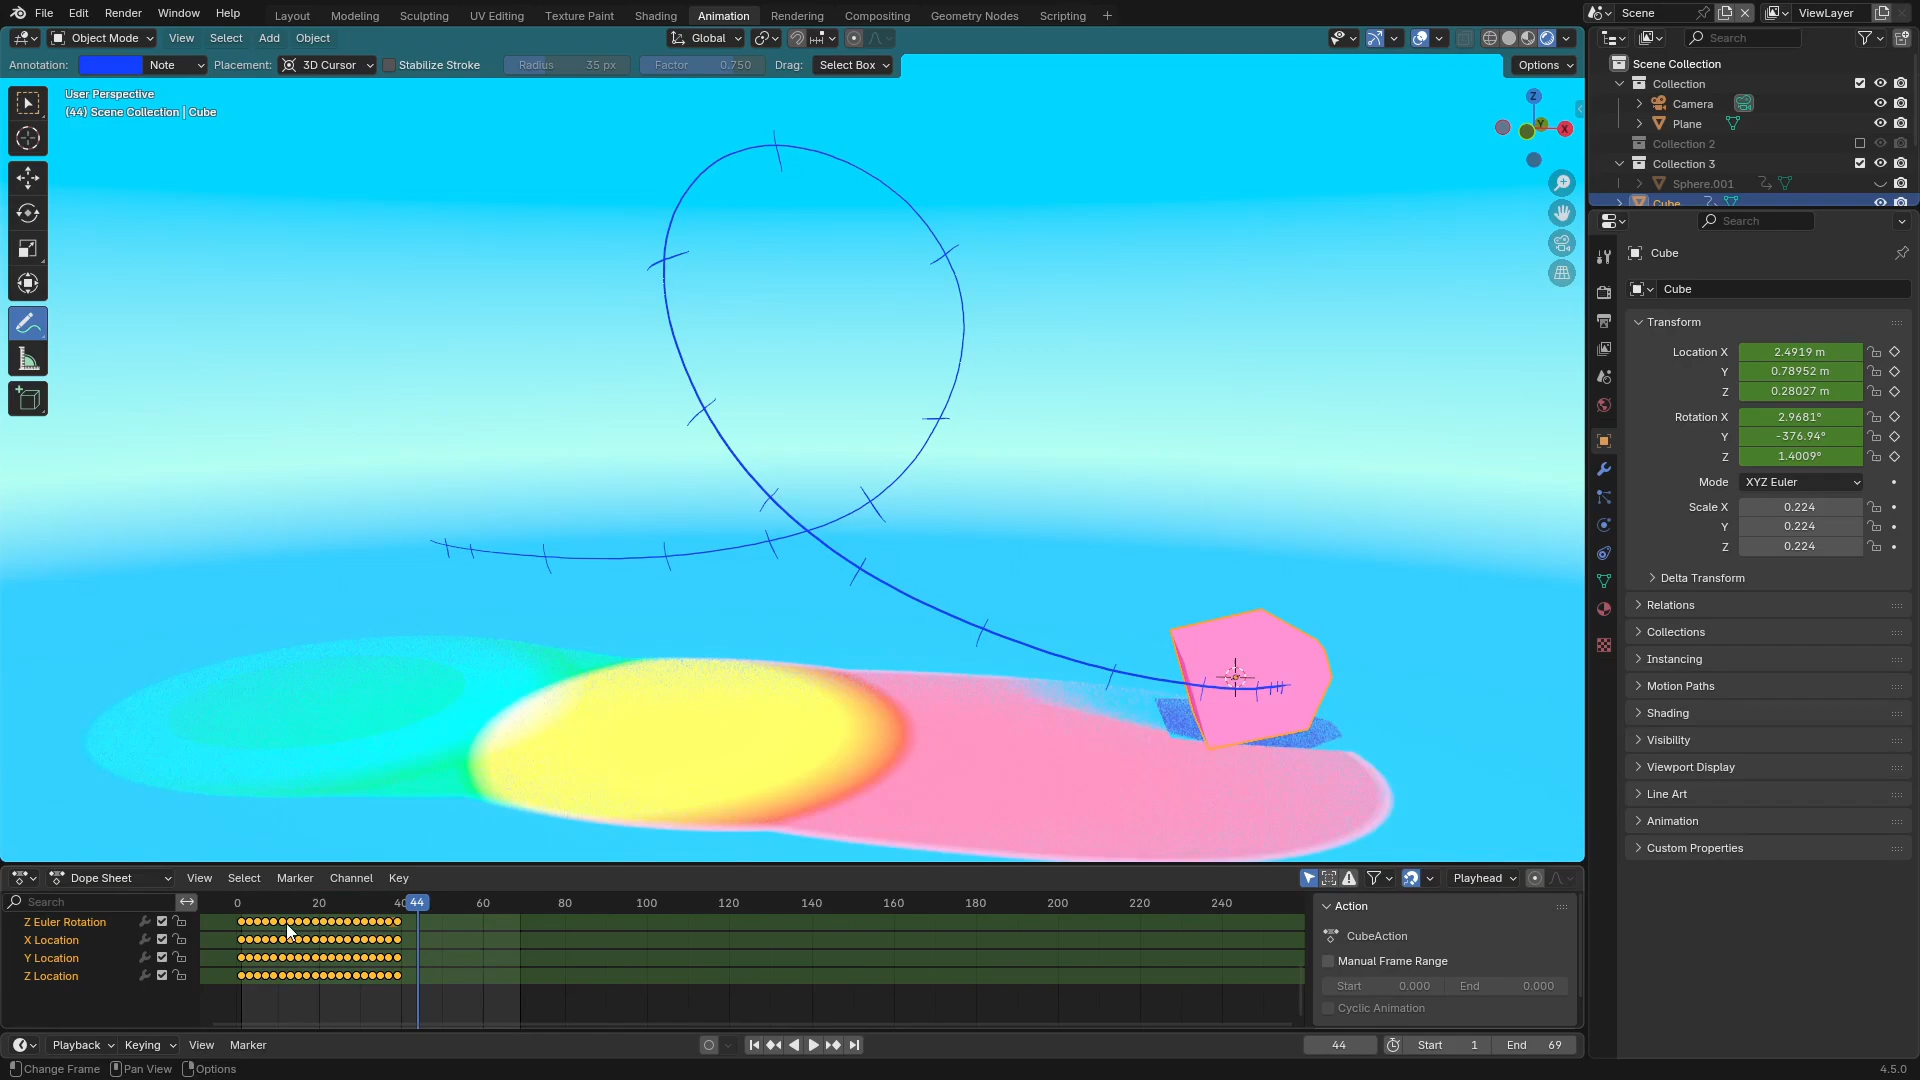 File Edit Render Window Help Layout Modeling Sculpting UV Editing Texture Paint Shading Animation Rendering Compositing Geometry Nodes Scripting + Scene ViewLayer
Object Mode View Select Add Object Global Search
Annotation: Note Placement: 3D Cursor Stabilize Stroke Radius 35 px Factor 0.750 Drag: Select Box Options
Scene Collection
Collection
Camera
Plane
Collection 2
Collection 3
Sphere.001
Cube
User Perspective
(44) Scene Collection | Cube
Z
Y
X
Search
Cube
Cube
Transform
Location X 2.4919 m
Y 0.78952 m
Z 0.28027 m
Rotation X 2.9681°
Y -376.94°
Z 1.4009°
Mode XYZ Euler
Scale X 0.224
Y 0.224
Z 0.224
Delta Transform
Relations
Collections
Instancing
Motion Paths
Shading
Visibility
Viewport Display
Line Art
Animation
Custom Properties
Dope Sheet View Select Marker Channel Key Playhead
Search 0 20 40 44 60 80 100 120 140 160 180 200 220 240
Z Euler Rotation
X Location
Y Location
Z Location
Action
CubeAction
Manual Frame Range
Start 0.000 End 0.000
Cyclic Animation
Playback Keying View Marker 44 Start 1 End 69
Change Frame Pan View Options 4.5.0